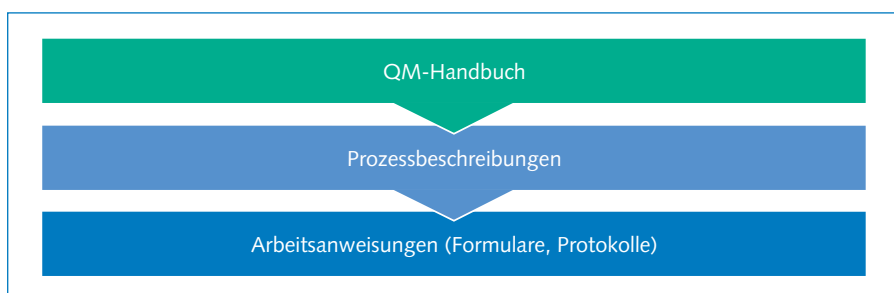 QM-Handbuch
Prozessbeschreibungen
Arbeitsanweisungen (Formulare, Protokolle)